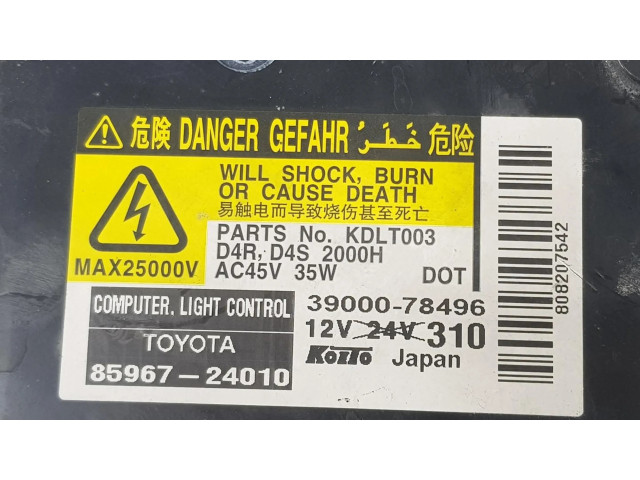 危険 DANGER GEFAHR خَطَرْ 危险
WILL SHOCK, BURN
OR CAUSE DEATH
易触电而导致烧伤甚至死亡
MAX25000V
PARTS No. KDLT003
D4R, D4S 2000H
AC45V 35W DOT
COMPUTER. LIGHT CONTROL
TOYOTA
85967-24010
39000-78496
12V 24V 310
KOITO Japan
808207542